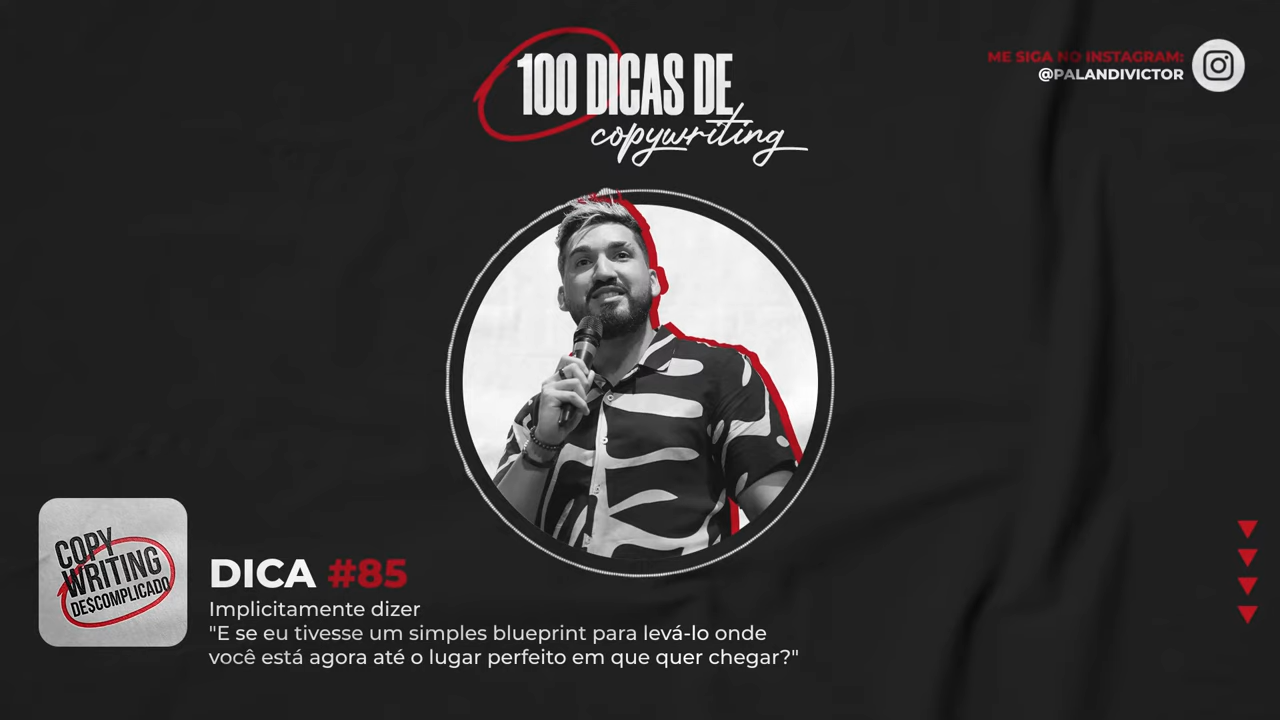 100 DICAS DE
copywriting
ME SIGA NO INSTAGRAM:
@PALANDIVICTOR
COPY
WRITING
DESCOMPLICADO
DICA #85
Implicitamente dizer
"E se eu tivesse um simples blueprint para levá-lo onde
você está agora até o lugar perfeito em que quer chegar?"